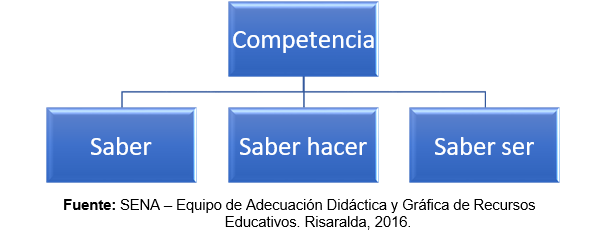 Competencia
Saber
Saber hacer
Saber ser
Fuente: SENA – Equipo de Adecuación Didáctica y Gráfica de Recursos
Educativos. Risaralda, 2016.